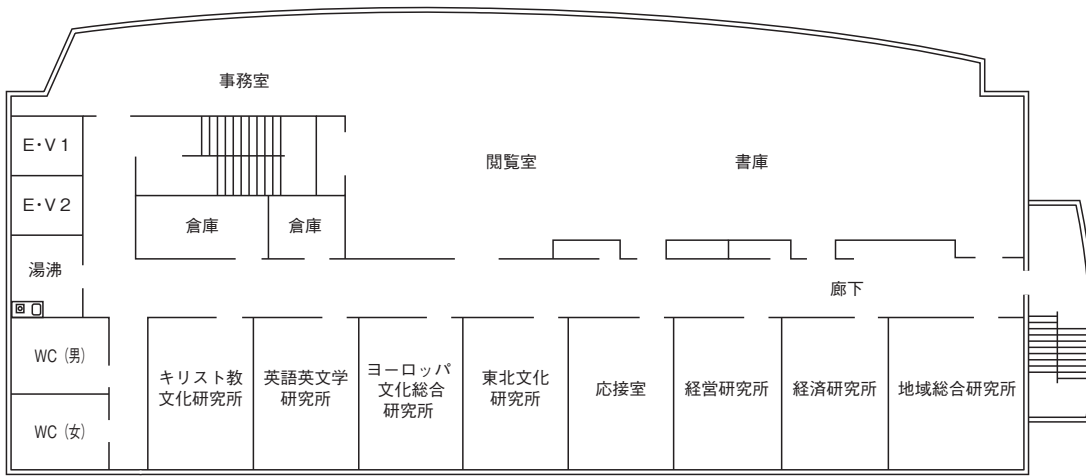 事務室
E・V1
閲覧室
書庫
E・V2
倉庫
倉庫
湯沸
廊下
WC(男)
キリスト教
文化研究所
英語英文学
研究所
ヨーロッパ
文化総合
研究所
東北文化
研究所
応接室
経営研究所
経済研究所
地域総合研究所
WC(女)